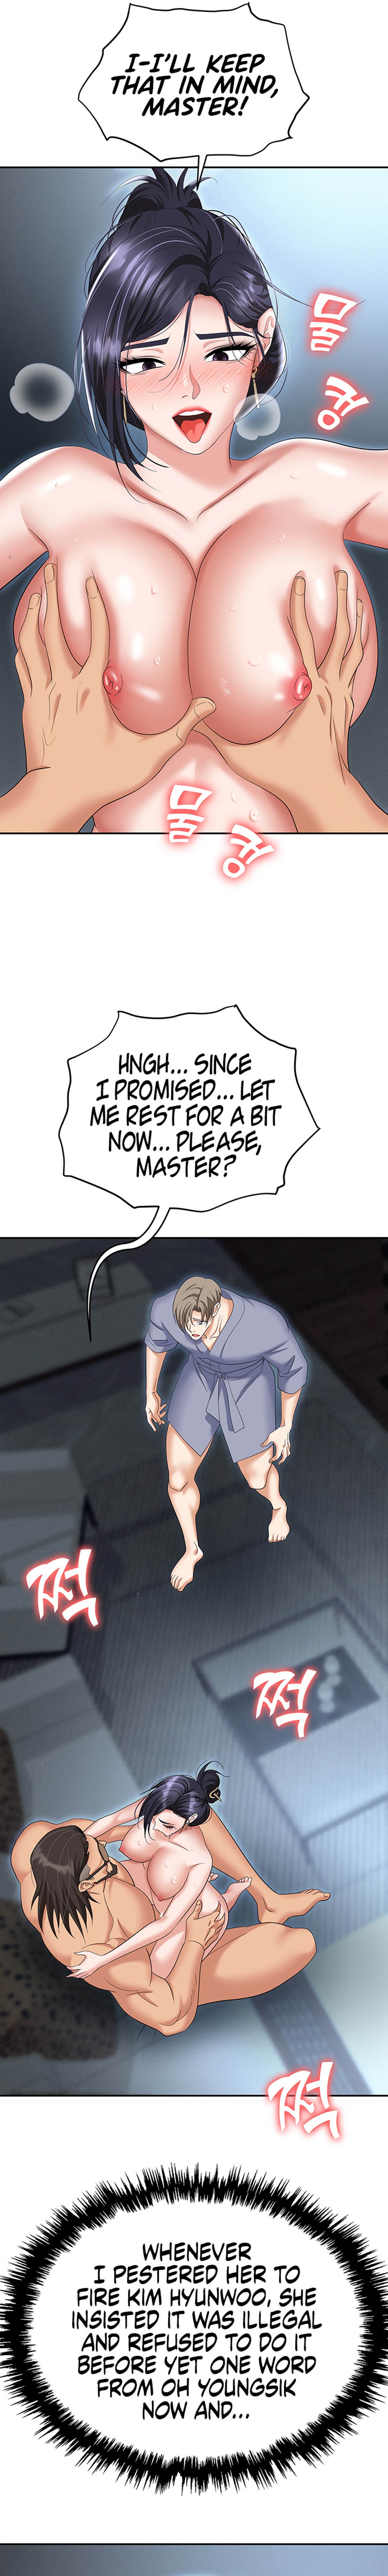 I-I'LL KEEP
THAT IN MIND,
MASTER!
물
컹
물
컹
HNGH... SINCE
I PROMISED... LET
ME REST FOR A BIT
NOW... PLEASE,
MASTER?
쩍
쩍
쩍
WHENEVER
I PESTERED HER TO
FIRE KIM HYUNWOO, SHE
INSISTED IT WAS ILLEGAL
AND REFUSED TO DO IT
BEFORE YET ONE WORD
FROM OH YOUNGSIK
NOW AND...